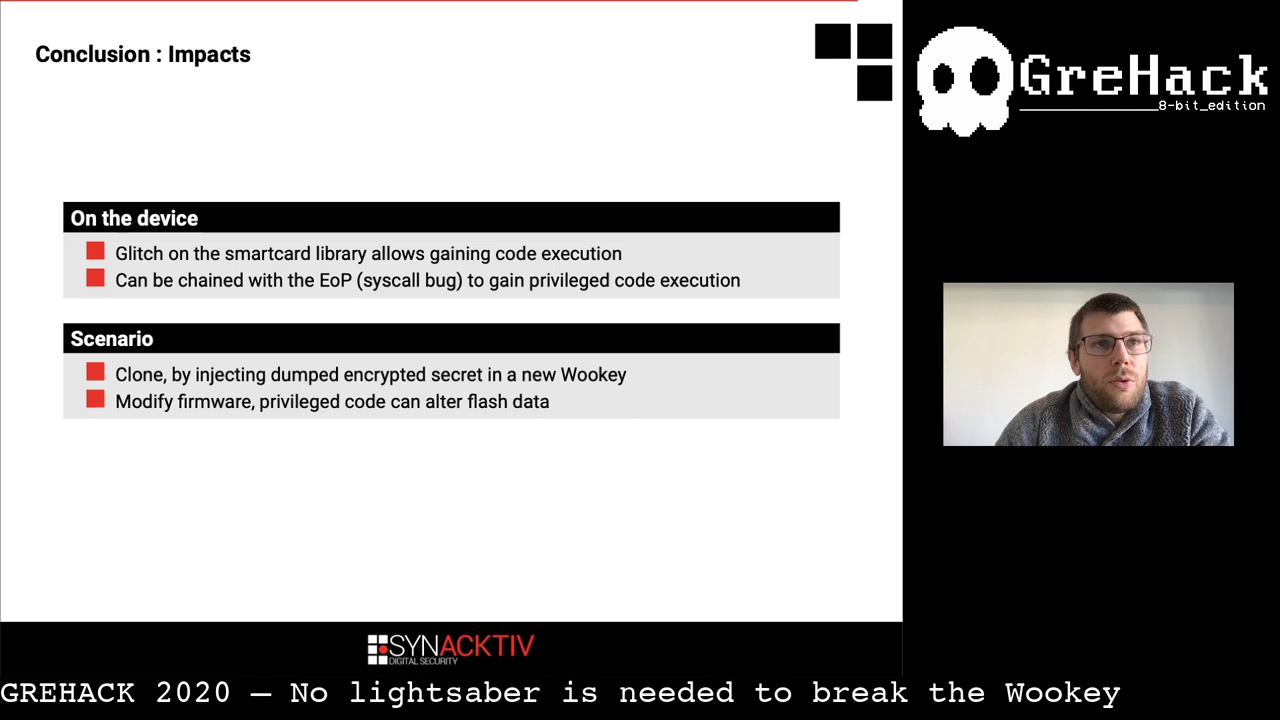 Conclusion : Impacts
GreHack
8-bit_edition
On the device
Glitch on the smartcard library allows gaining code execution
Can be chained with the EoP (syscall bug) to gain privileged code execution
Scenario
Clone, by injecting dumped encrypted secret in a new Wookey
Modify firmware, privileged code can alter flash data
SYNACKTIV
DIGITAL SECURITY
GREHACK 2020 — No lightsaber is needed to break the Wookey